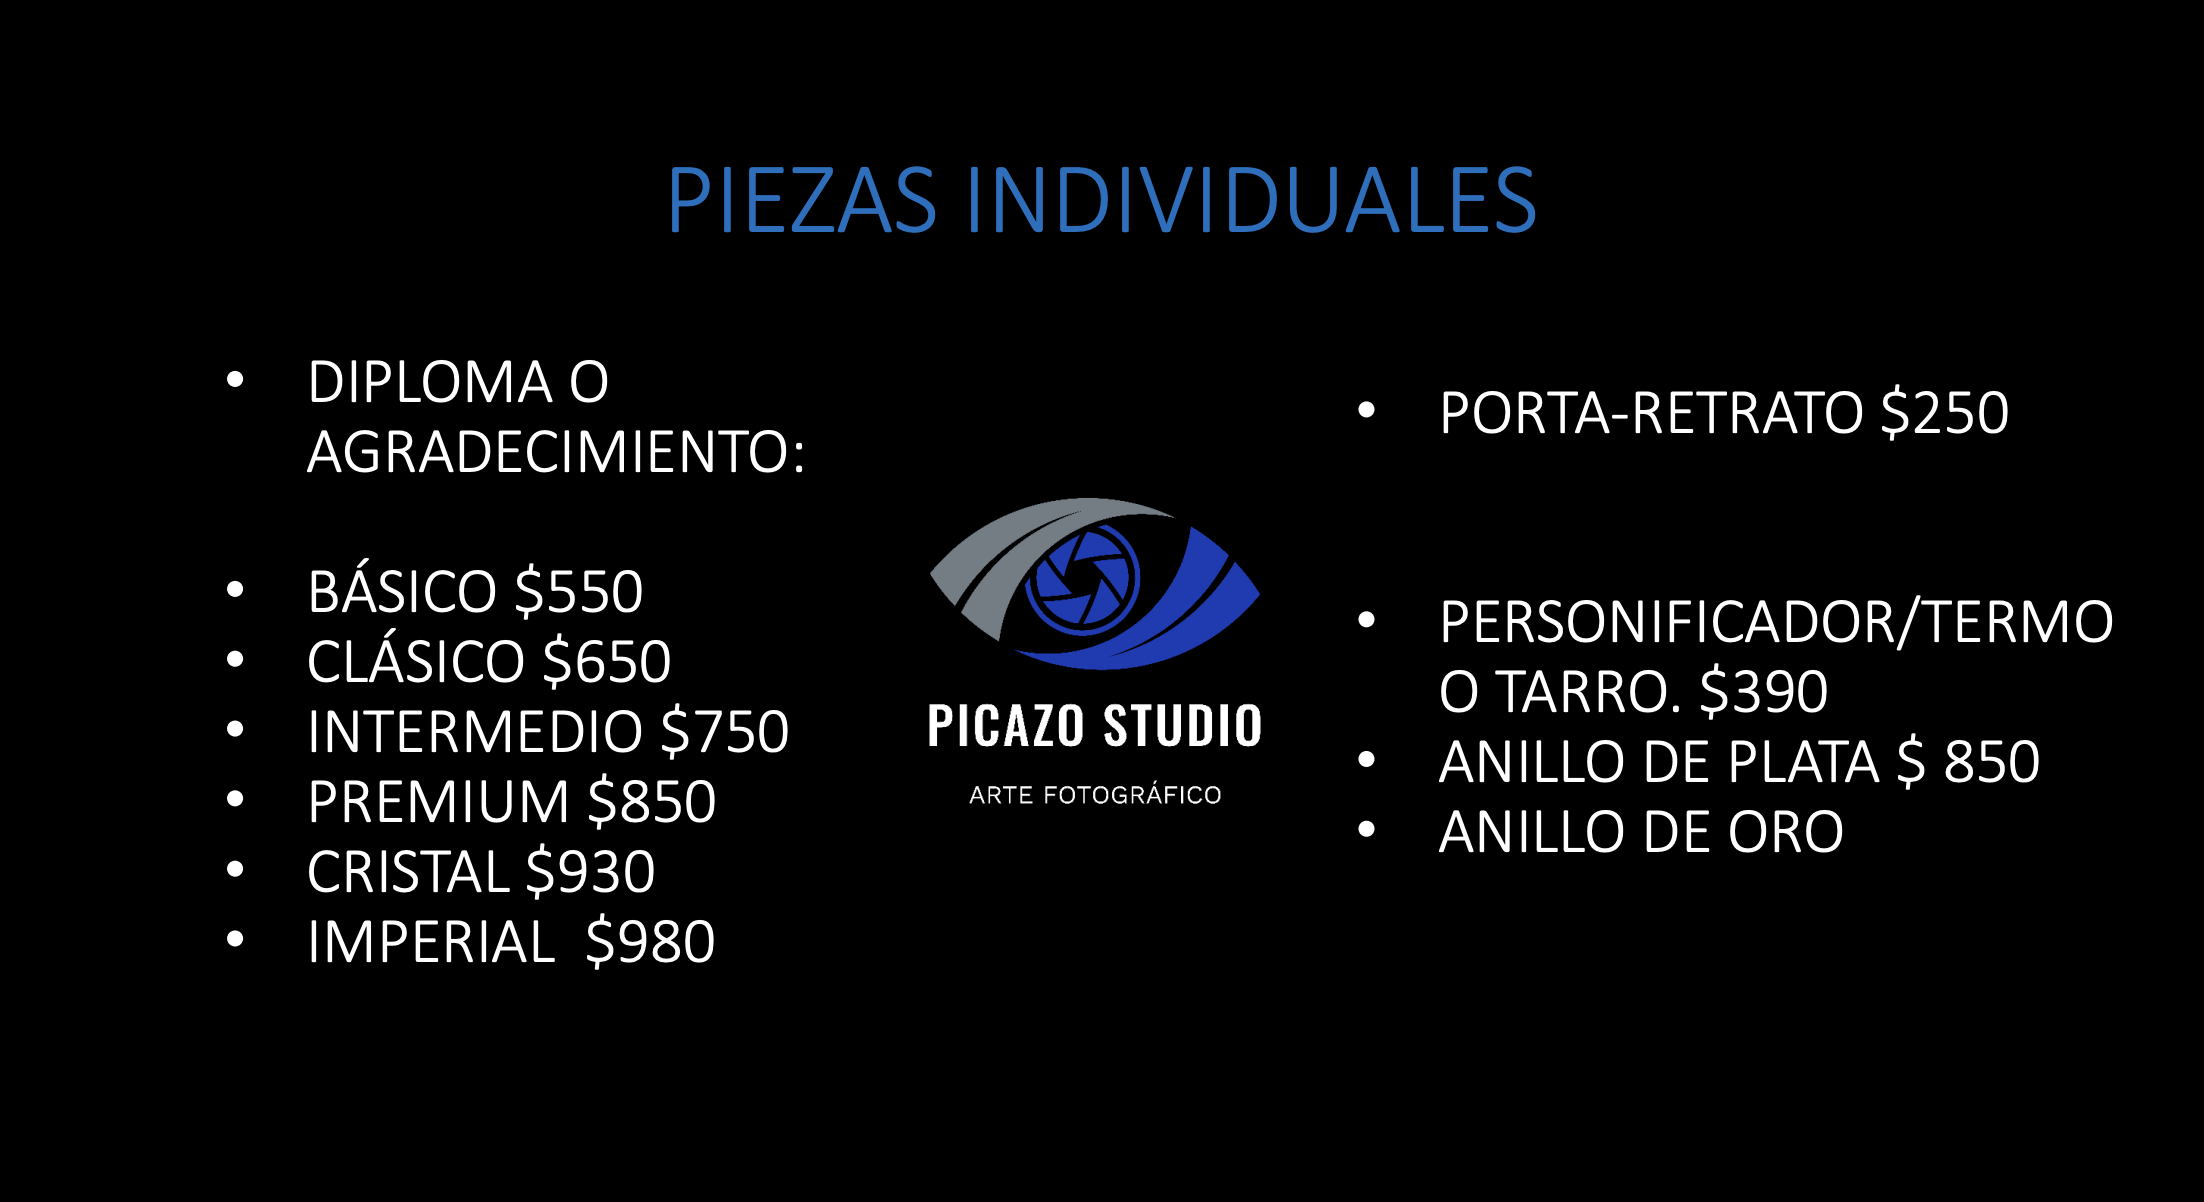 PIEZAS INDIVIDUALES
• DIPLOMA O
AGRADECIMIENTO:
• BÁSICO $550
• CLÁSICO $650
• INTERMEDIO $750
• PREMIUM $850
• CRISTAL $930
• IMPERIAL  $980
PICAZO STUDIO
ARTE FOTOGRÁFICO
• PORTA-RETRATO $250
• PERSONIFICADOR/TERMO
O TARRO. $390
• ANILLO DE PLATA $ 850
• ANILLO DE ORO